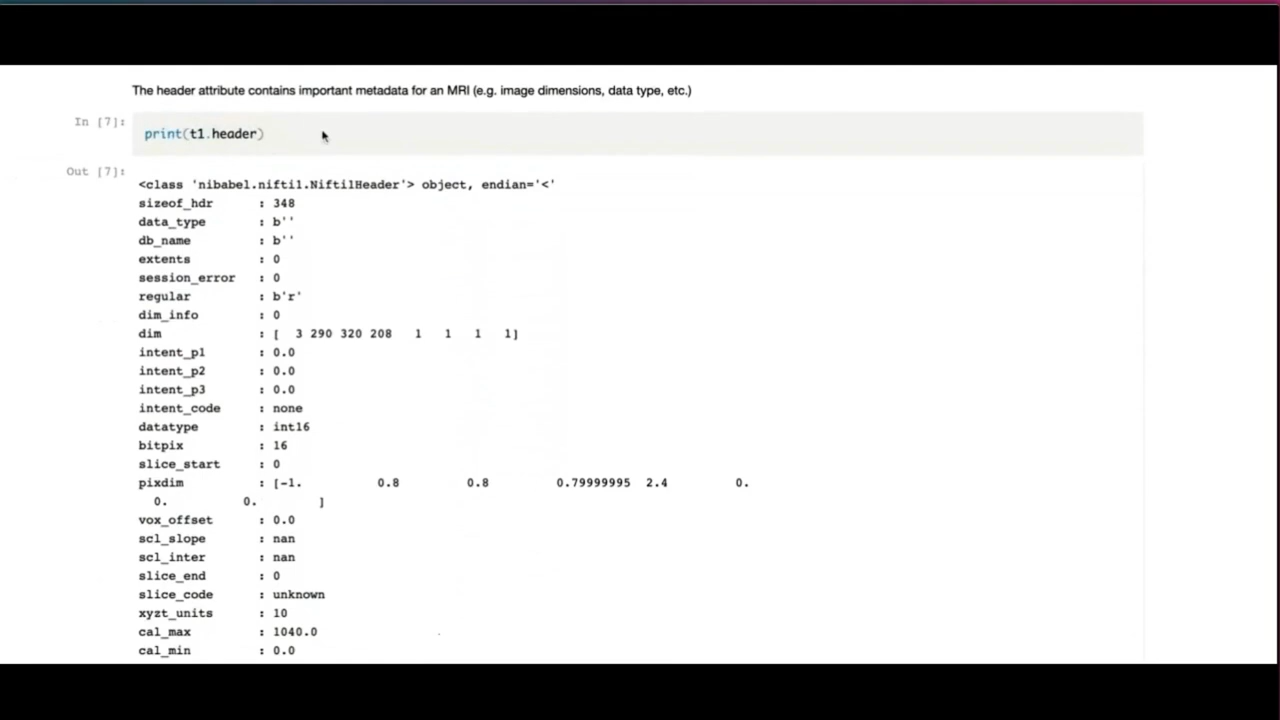 The header attribute contains important metadata for an MRI (e.g. image dimensions, data type, etc.)
In [7]:
print(t1.header)
Out [7]:
<class 'nibabel.nifti1.Nifti1Header'> object, endian='<'
sizeof_hdr : 348
data_type : b''
db_name : b''
extents : 0
session_error : 0
regular : b'r'
dim_info : 0
dim : [ 3 290 320 208 1 1 1 1]
intent_p1 : 0.0
intent_p2 : 0.0
intent_p3 : 0.0
intent_code : none
datatype : int16
bitpix : 16
slice_start : 0
pixdim : [-1. 0.8 0.8 0.79999995 2.4 0.
0. 0. ]
vox_offset : 0.0
scl_slope : nan
scl_inter : nan
slice_end : 0
slice_code : unknown
xyzt_units : 10
cal_max : 1040.0
cal_min : 0.0